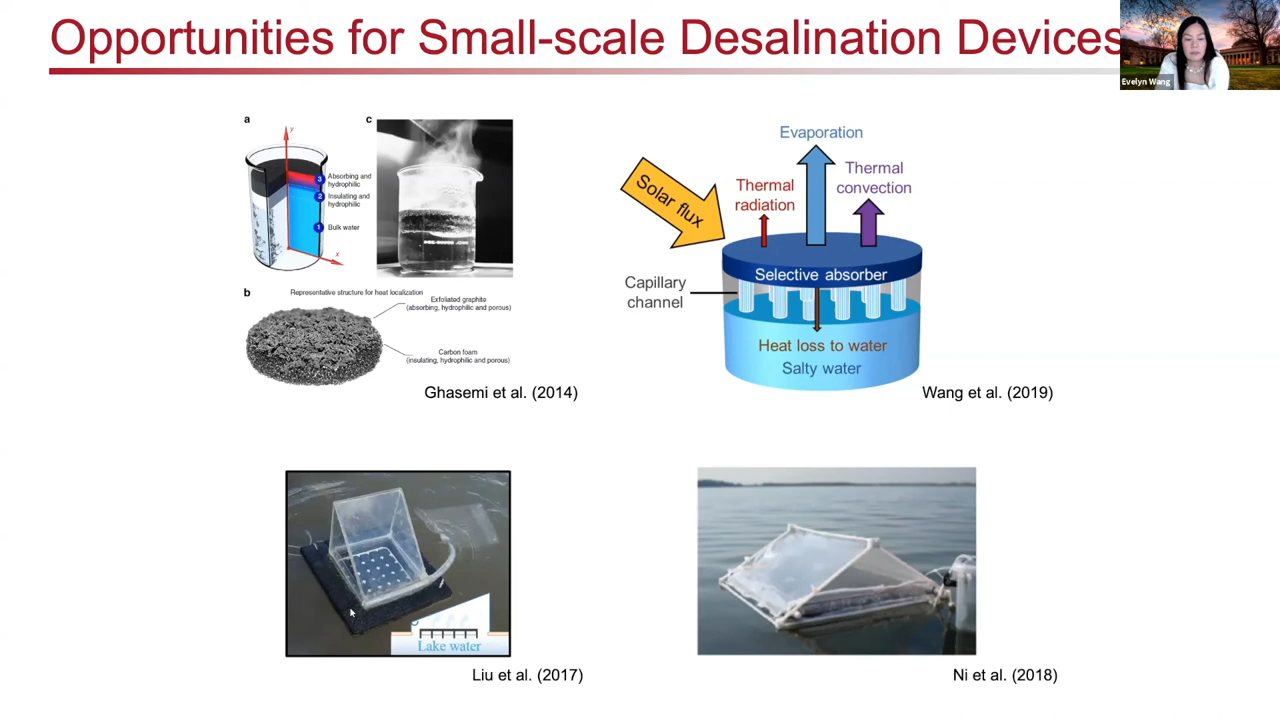 Opportunities for Small-scale Desalination Devices
Evelyn Wang
a
y
3
Absorbing and
hydrophilic
2
Insulating and
hydrophilic
1
Bulk water
x
c
b
Representative structure for heat localization
Exfoliated graphite
(absorbing, hydrophilic and porous)
Carbon foam
(insulating, hydrophilic and porous)
Ghasemi et al. (2014)
Solar flux
Evaporation
Thermal
radiation
Thermal
convection
Selective absorber
Capillary
channel
Heat loss to water
Salty water
Wang et al. (2019)
Lake water
Liu et al. (2017)
Ni et al. (2018)